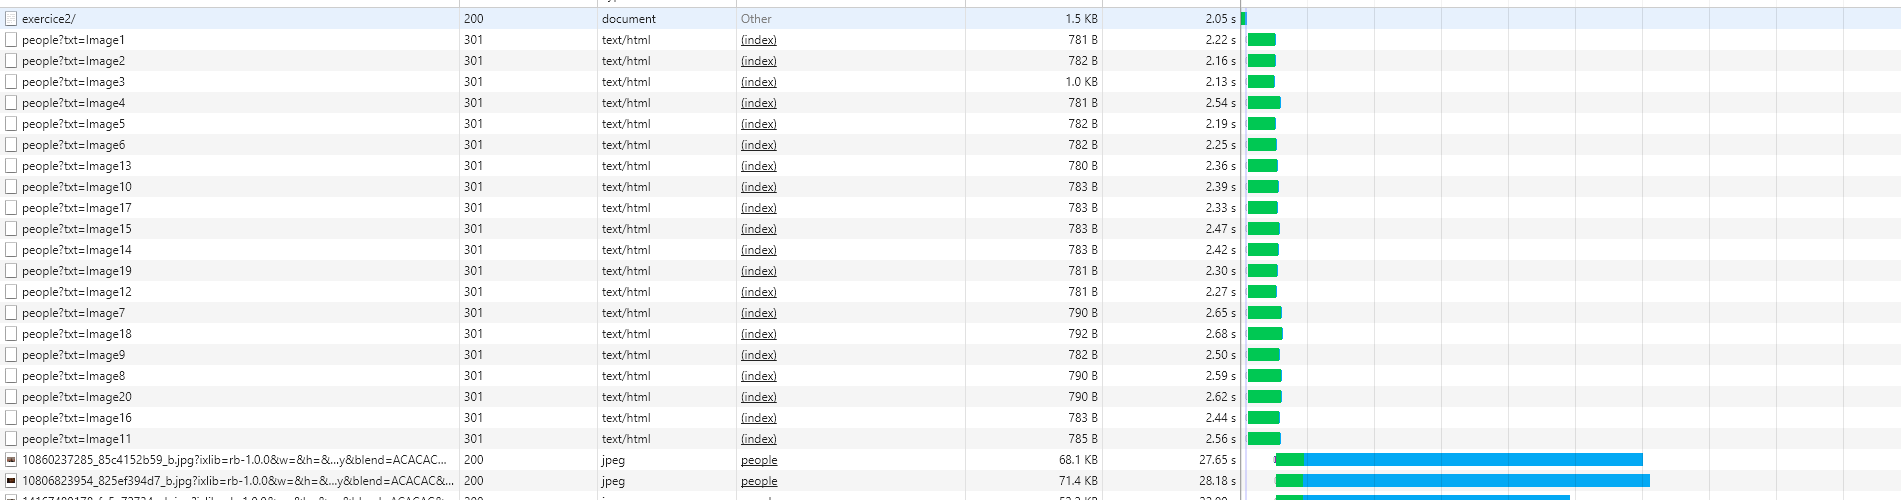 exercice2/ 200 document Other 1.5 KB 2.05 s
people?txt=Image1 301 text/html (index) 781 B 2.22 s
people?txt=Image2 301 text/html (index) 782 B 2.16 s
people?txt=Image3 301 text/html (index) 1.0 KB 2.13 s
people?txt=Image4 301 text/html (index) 781 B 2.54 s
people?txt=Image5 301 text/html (index) 782 B 2.19 s
people?txt=Image6 301 text/html (index) 782 B 2.25 s
people?txt=Image13 301 text/html (index) 780 B 2.36 s
people?txt=Image10 301 text/html (index) 783 B 2.39 s
people?txt=Image17 301 text/html (index) 783 B 2.33 s
people?txt=Image15 301 text/html (index) 783 B 2.47 s
people?txt=Image14 301 text/html (index) 783 B 2.42 s
people?txt=Image19 301 text/html (index) 781 B 2.30 s
people?txt=Image12 301 text/html (index) 781 B 2.27 s
people?txt=Image7 301 text/html (index) 790 B 2.65 s
people?txt=Image18 301 text/html (index) 792 B 2.68 s
people?txt=Image9 301 text/html (index) 782 B 2.50 s
people?txt=Image8 301 text/html (index) 790 B 2.59 s
people?txt=Image20 301 text/html (index) 790 B 2.62 s
people?txt=Image16 301 text/html (index) 783 B 2.44 s
people?txt=Image11 301 text/html (index) 785 B 2.56 s
10860237285_85c4152b59_b.jpg?ixlib=rb-1.0.0&w=&h=&...y&blend=ACACAC... 200 jpeg people 68.1 KB 27.65 s
10806823954_825ef394d7_b.jpg?ixlib=rb-1.0.0&w=&h=&...y&blend=ACACAC&... 200 jpeg people 71.4 KB 28.18 s